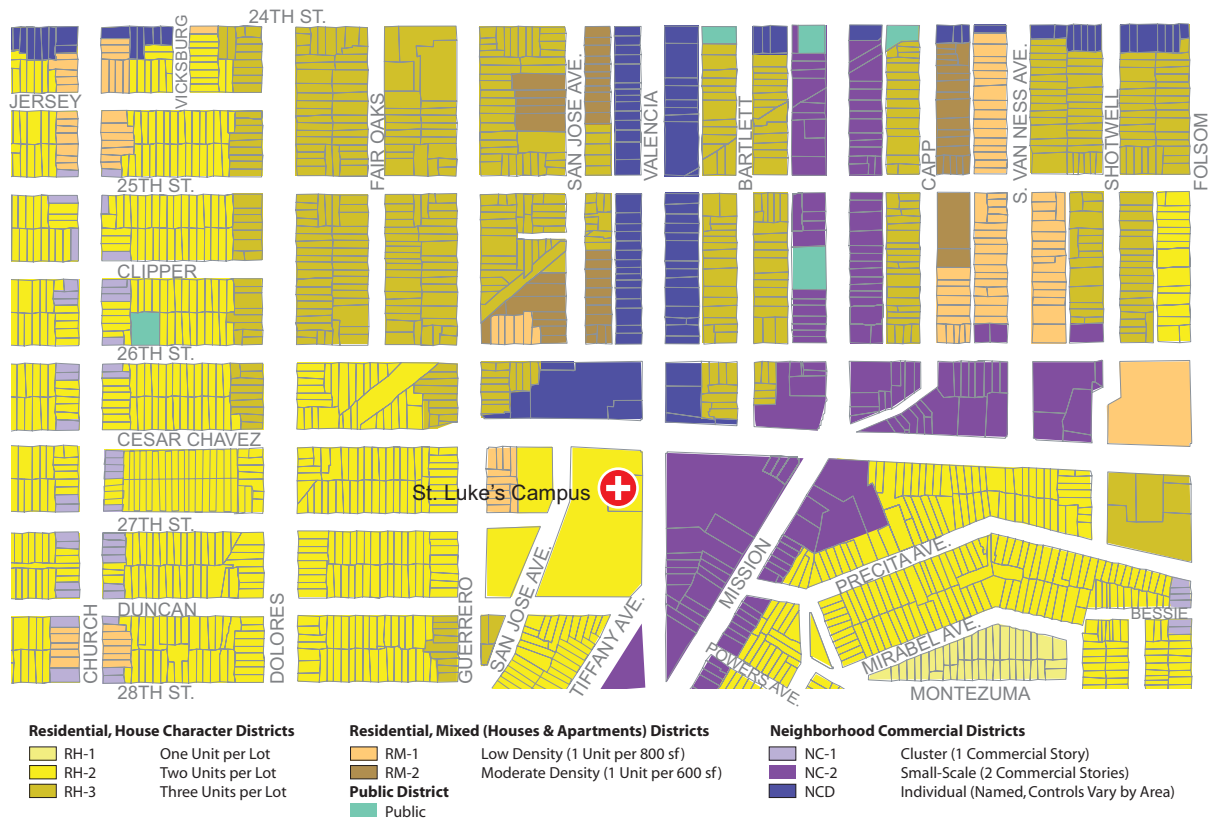 24TH ST.
VICKSBURG
JERSEY
FAIR OAKS
SAN JOSE AVE.
VALENCIA
BARTLETT
CAPP
S. VAN NESS AVE.
SHOTWELL
FOLSOM
25TH ST.
CLIPPER
26TH ST.
CESAR CHAVEZ
St. Luke's Campus
27TH ST.
MISSION
PRECITA AVE.
CHURCH
DUNCAN
DOLORES
GUERRERO
SAN JOSE AVE.
TIFFANY AVE.
POWERS AVE.
MIRABEL AVE.
BESSIE
28TH ST.
MONTEZUMA
Residential, House Character Districts
RH-1 One Unit per Lot
RH-2 Two Units per Lot
RH-3 Three Units per Lot
Residential, Mixed (Houses & Apartments) Districts
RM-1 Low Density (1 Unit per 800 sf)
RM-2 Moderate Density (1 Unit per 600 sf)
Public District
Public
Neighborhood Commercial Districts
NC-1 Cluster (1 Commercial Story)
NC-2 Small-Scale (2 Commercial Stories)
NCD Individual (Named, Controls Vary by Area)